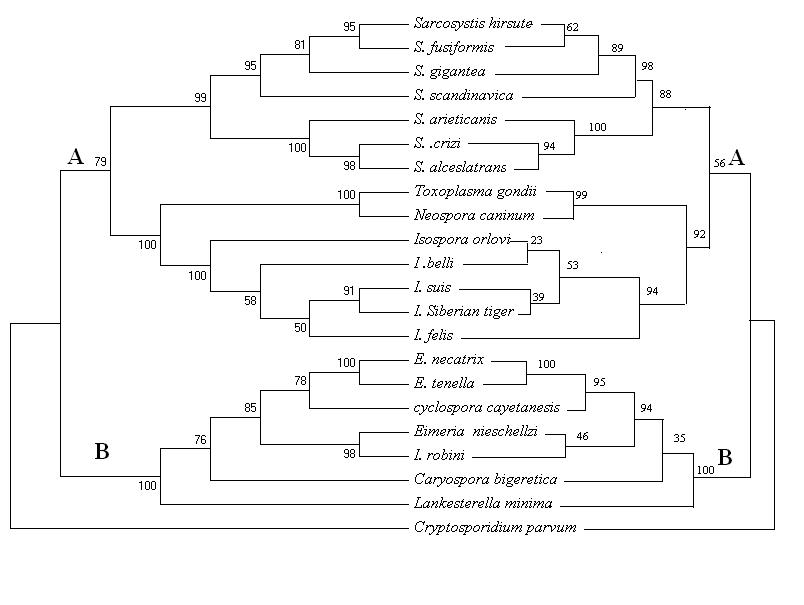 95 Sarcosystis hirsute 62
81 S. fusiformis 89
95 S. gigantea 98
99 S. scandinavica 88
S. arieticanis 100
100 S. .crizi 94
98 S. alceslatrans
A 79 56 A
100 Toxoplasma gondii 99
Neospora caninum
100 Isospora orlovi 23 92
100 I .belli 53
91 I. suis 39 94
58 I. Siberian tiger
50 I. felis
100 E. necatrix 100
78 E. tenella 95
85 cyclospora cayetanesis 94
76 Eimeria nieschellzi 46 35
B 98 I. robini B
100 Caryospora bigeretica 100
Lankesterella minima
Cryptosporidium parvum